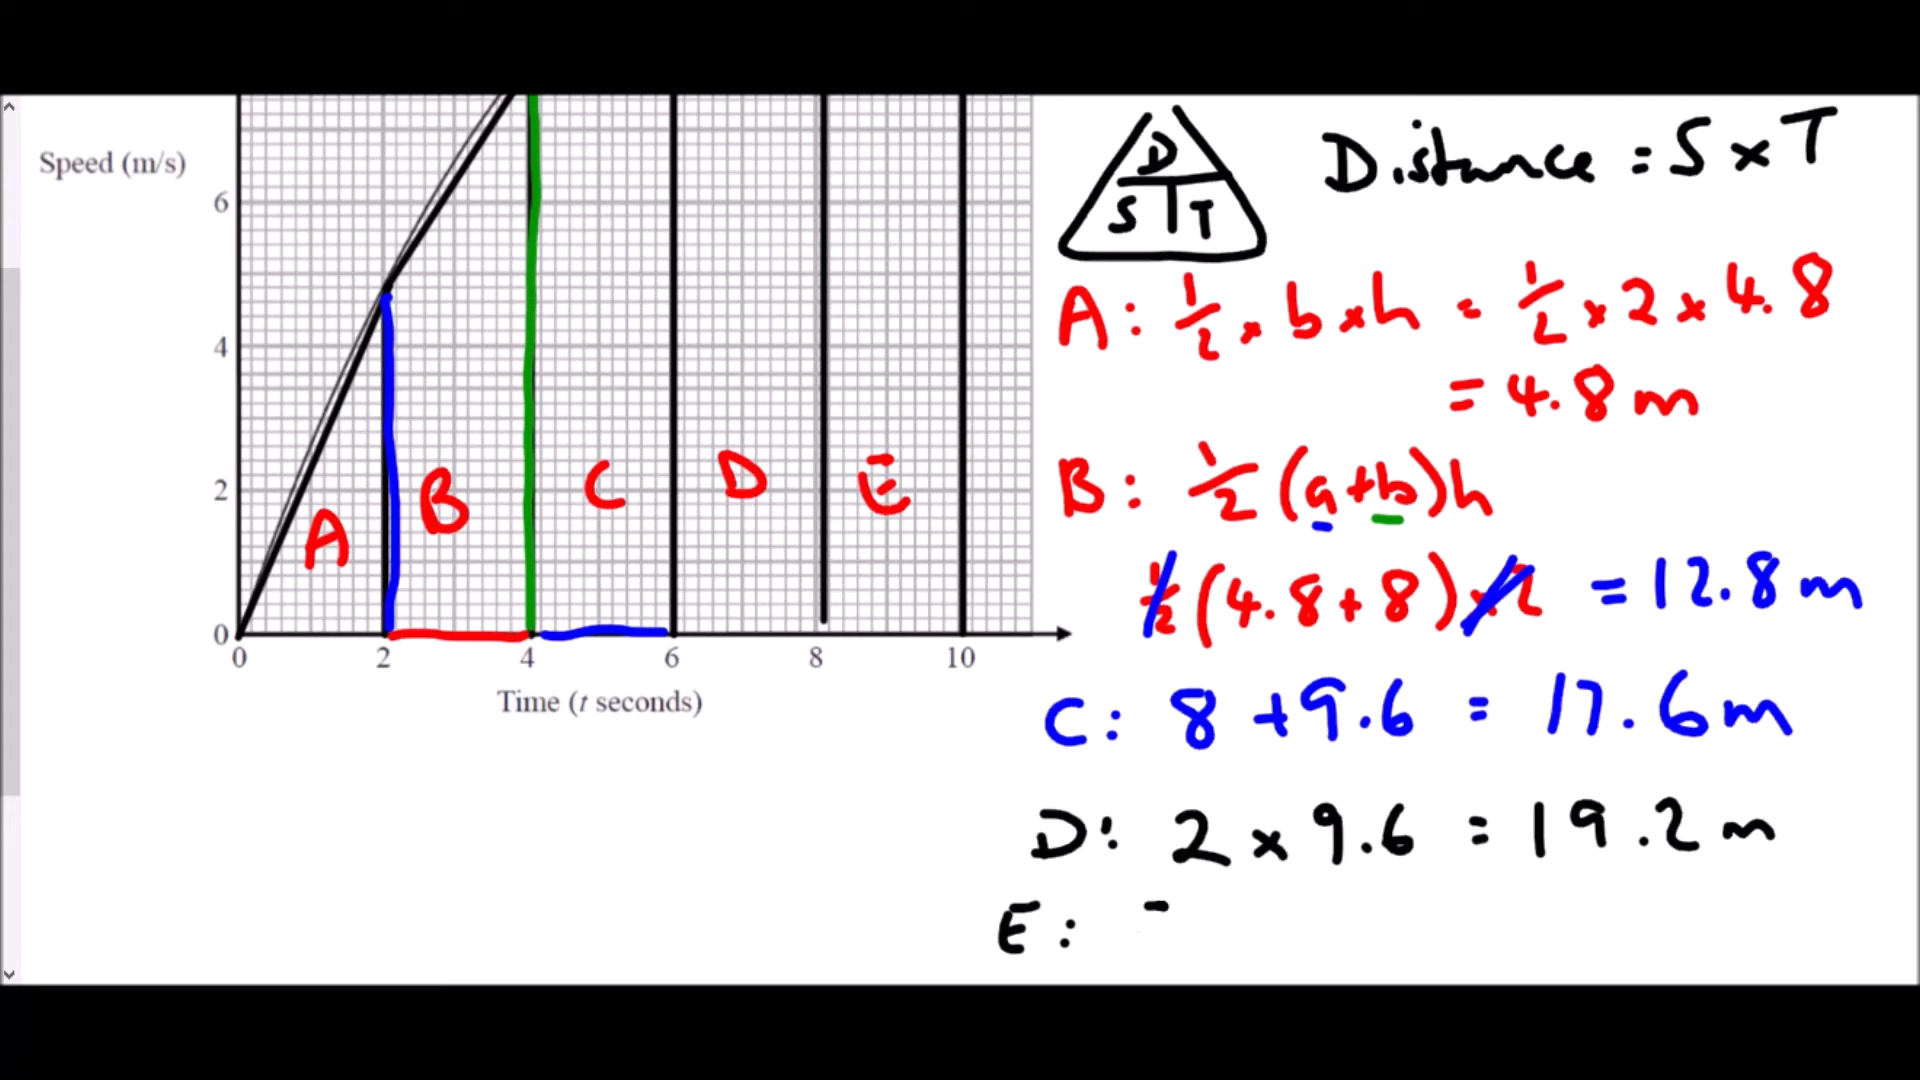 Speed (m/s)
6
4
2
0
0 2 4 6 8 10
Time (t seconds)
A B C D E
D
S T
Distance = S × T
A: 1/2 × b × h = 1/2 × 2 × 4.8
= 4.8 m
B: 1/2 (a+b)h
1/2 (4.8+8) × 2 = 12.8 m
C: 8 + 9.6 = 17.6 m
D: 2 × 9.6 = 19.2 m
E: -